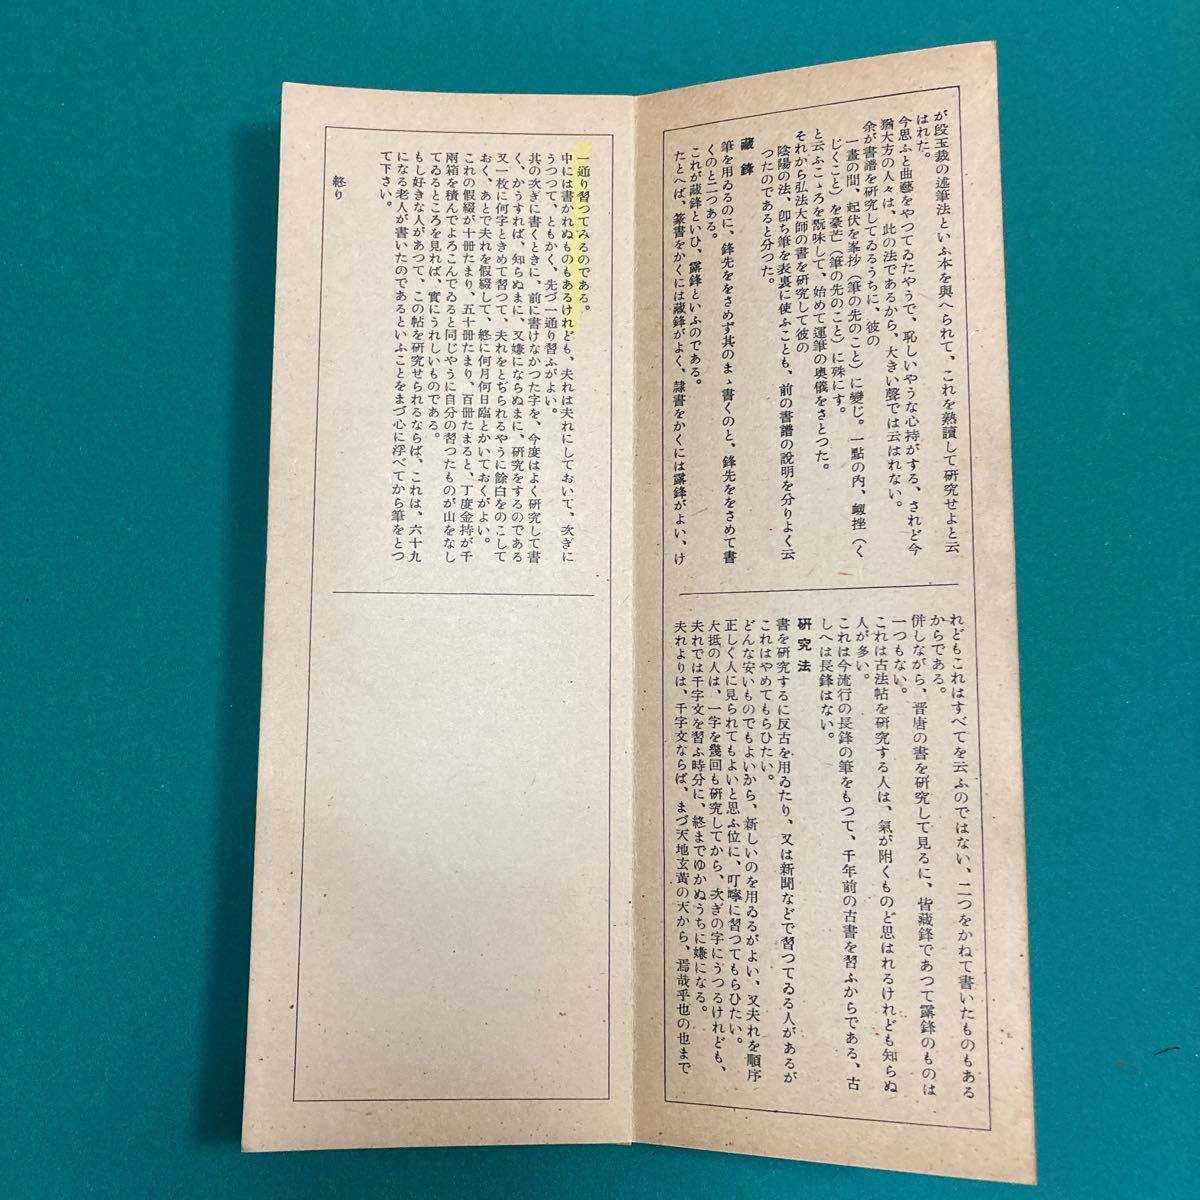 が段玉裁の述筆法といふ本を與へられて、これを熟讀して研究せよと云
はれた。
今思ふと曲藝をやつてゐたやうで、恥しいやうな心持がする、されど今
猶大方の人々は、此の法であるから、大きい聲では云はれない。
余が書譜を研究してゐるうちに、彼の
一晝の間、起伏を峯抄（筆の先のこと）に變じ。一點の內、衄挫（く
じくこと）を豪芒（筆の先のこと）に殊にす。
と云ふこゝろを翫味して、始めて運筆の奥儀をさとつた。
それから弘法大師の書を研究して彼の
陰陽の法、卽ち筆を表裏に使ふことも、前の書譜の說明を分りよく云
つたのであると分つた。
藏鋒
筆を用ゐるのに、鋒先ををさめず其のまゝ書くのと、鋒先ををさめて書
くのと二つある。
これが藏鋒といひ、露鋒といふのである。
たとへば、篆書をかくには藏鋒がよく、隷書をかくには露鋒がよい、け
れどもこれはすべてを云ふのではない、二つをかねて書いたものもある
からである。
併しながら、晋唐の書を研究して見るに、皆藏鋒であつて露鋒のものは
一つもない。
これは古法帖を研究する人は、氣が附くものと思はれるけれども知らぬ
人が多い。
これは今流行の長鋒の筆をもつて、千年前の古書を習ふからである、古
しへは長鋒はない。
硏究法
書を研究するに反古を用ゐたり、又は新聞などで習つてゐる人があるが
これはやめてもらひたい。
どんな安いものでもよいから、新しいのを用ゐるがよい、又夫れを順序
正しく人に見られてもよいと思ふ位に、叮嚀に習つてもらひたい。
大抵の人は、一字を幾回も研究してから、次ぎの字にうつるけれども、
夫れでは千字文を習ふ時分に、終までゆかぬうちに嫌になる。
夫れよりは、千字文ならば、まづ天地玄黃の天から、焉哉乎也の也まで
一通り習つてみるのである。
中には書かれぬものもあるけれども、夫れは夫れにしておいて、次ぎに
うつつて、ともかく、先づ一通り習ふがよい。
其の次ぎに書くときに、前に書けなかつた字を、今度はよく研究して書
く、かうすれば、知らぬまに、又嫌にならぬまに、研究をするのである
又一枚に何字ときめて習つて、夫れをとぢられるやうに餘白をのこして
おく、あとで夫れを假綴して、終に何月何日臨とかいておくがよい。
これの假綴が十冊たまり、五十冊たまり、百冊たまると、丁度金持が千
兩箱を積んでよろこんでゐると同じやうに自分の習つたものが山をなし
てゐるところを見れば、實にうれしいものである。
もし好きな人があつて、この帖を研究せられるならば、これは、六十九
になる老人が書いたのであるといふことをまづ心に浮べてから筆をとつ
て下さい。
終り